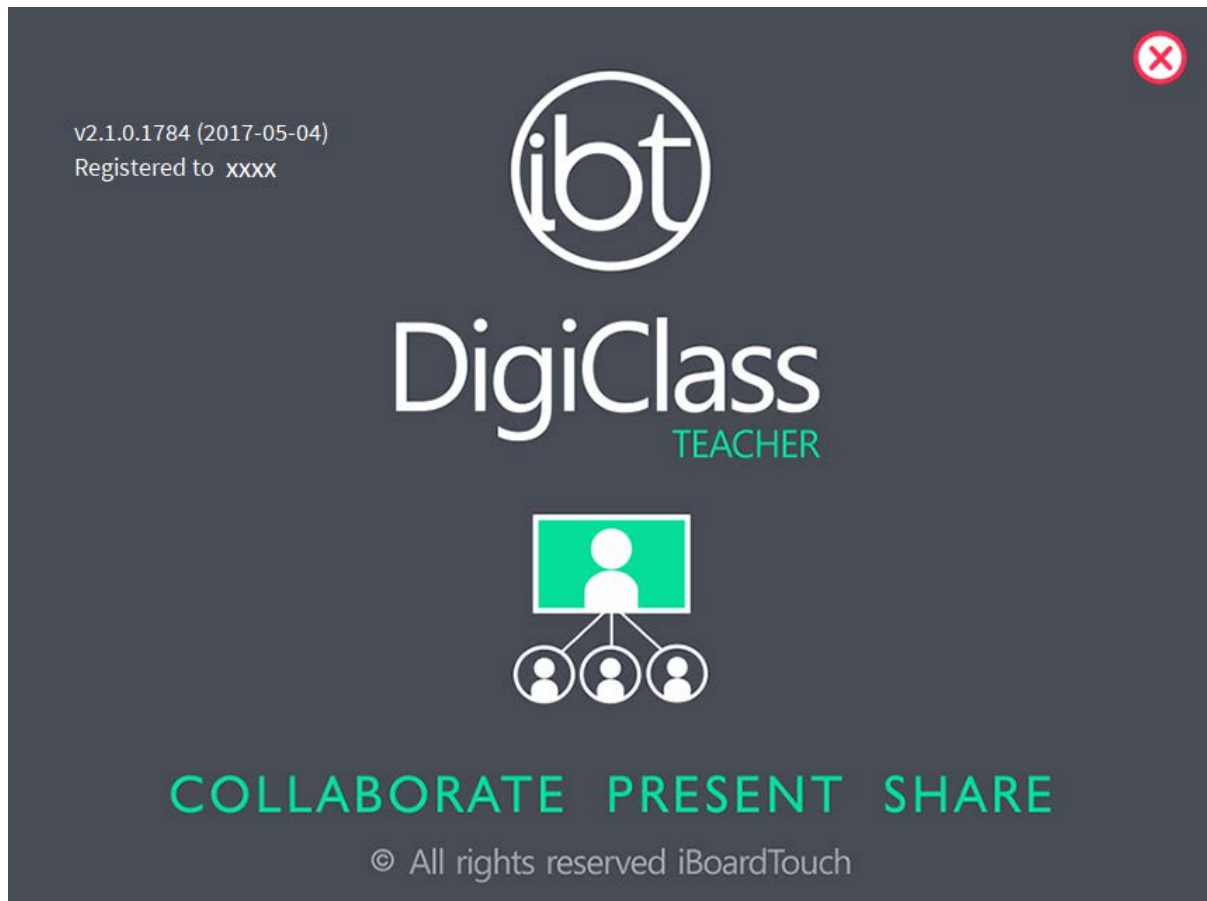 v2.1.0.1784 (2017-05-04)
Registered to xxxx
ibt
DigiClass
TEACHER
COLLABORATE PRESENT SHARE
© All rights reserved iBoardTouch